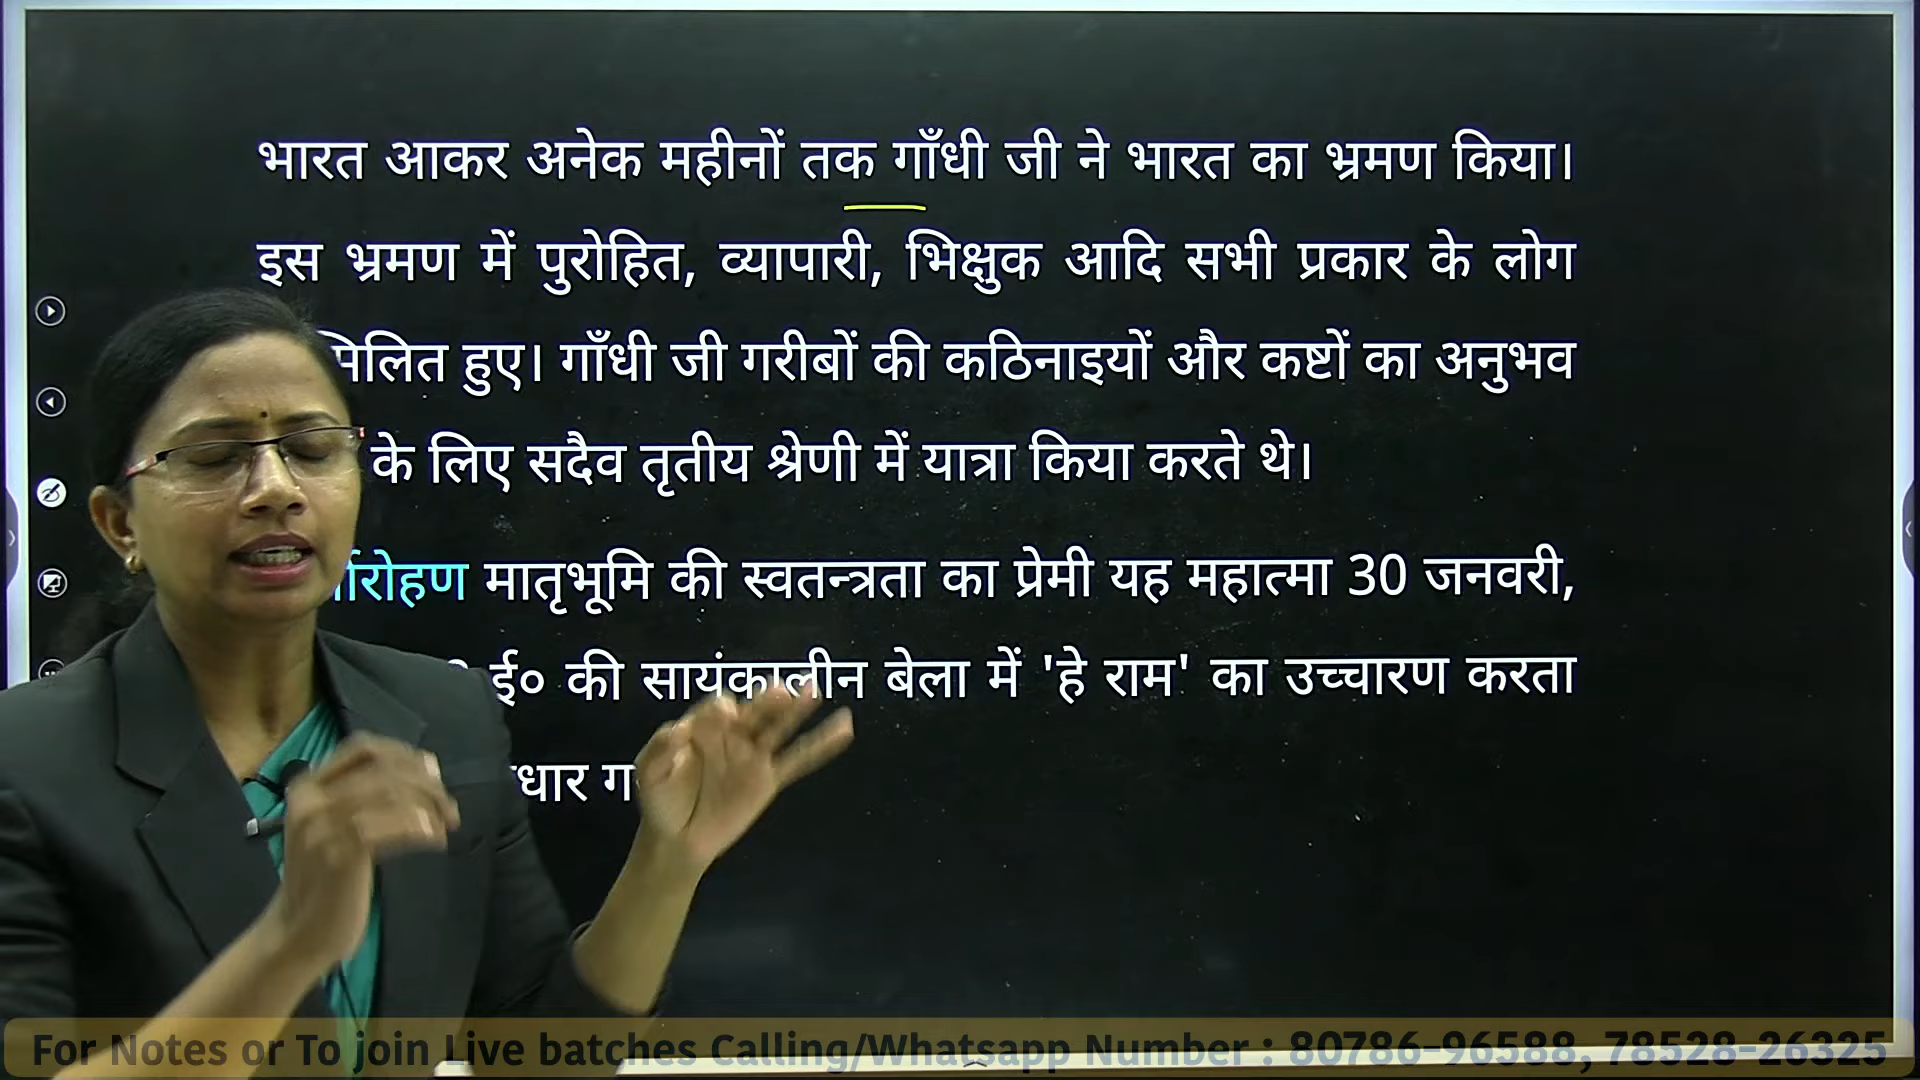 भारत आकर अनेक महीनों तक गाँधी जी ने भारत का भ्रमण किया।
इस भ्रमण में पुरोहित, व्यापारी, भिक्षुक आदि सभी प्रकार के लोग
हुए। गाँधी जी गरीबों की कठिनाइयों और कष्टों का अनुभव
के लिए सदैव तृतीय श्रेणी में यात्रा किया करते थे।
मातृभूमि की स्वतन्त्रता का प्रेमी यह महात्मा 30 जनवरी,
ई० की सायंकालीन बेला में 'हे राम' का उच्चारण करता
For Notes or To join Live batches Calling/Whatsapp Number : 80786-96588, 78528-26325